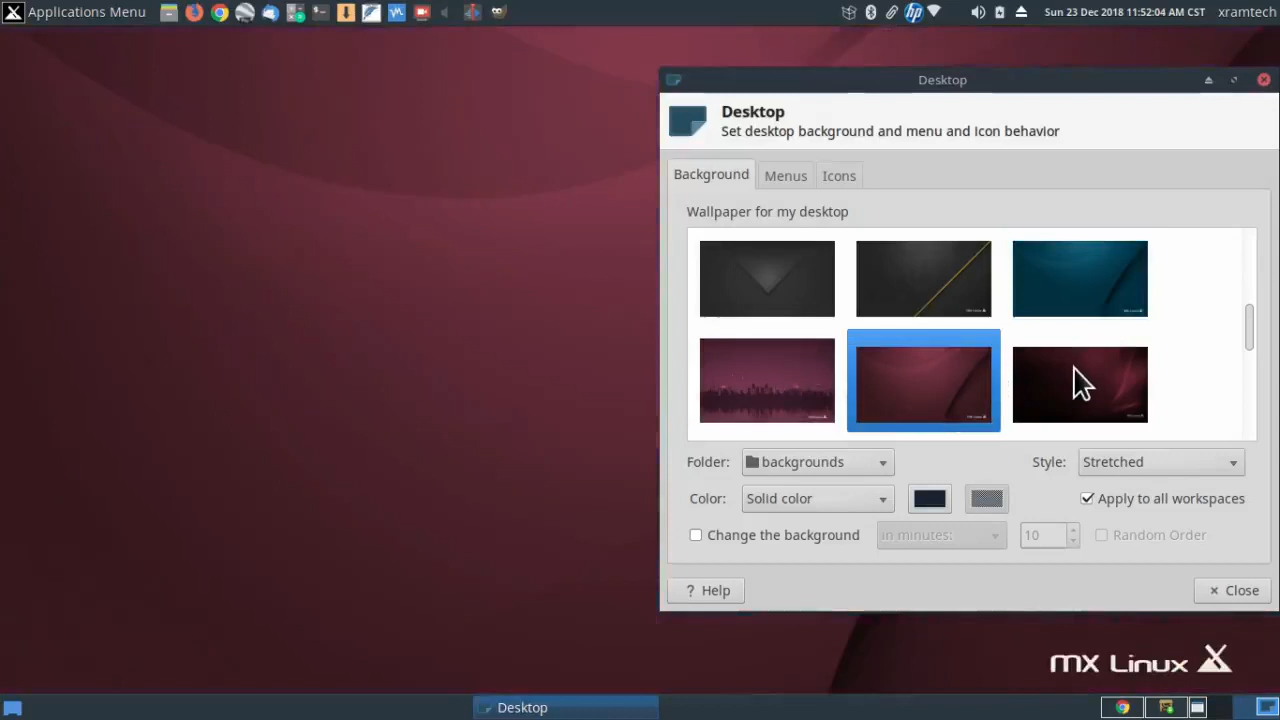 Applications Menu
Sun 23 Dec 2018 11:52:04 AM CST
xramtech
Desktop
Desktop
Set desktop background and menu and icon behavior
Background
Menus
Icons
Wallpaper for my desktop
Folder:
backgrounds
Style:
Stretched
Color:
Solid color
Apply to all workspaces
Change the background
in minutes:
10
Random Order
? Help
Close
MX Linux
Desktop